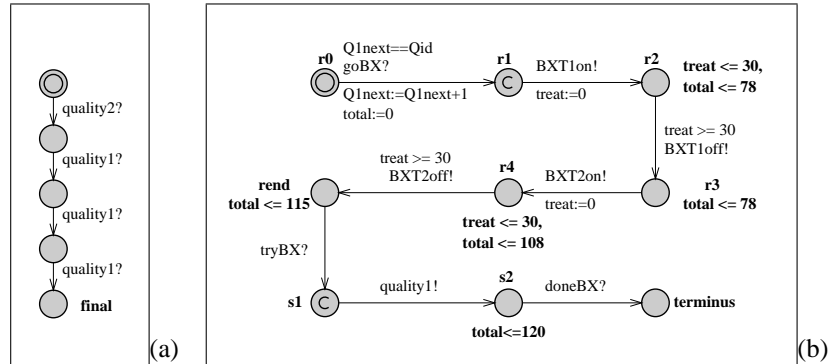 quality2?
quality1?
quality1?
quality1?
final
(a)
r0
Q1next==Qid
goBX?
Q1next:=Q1next+1
total:=0
r1
C
BXT1on!
treat:=0
r2
treat <= 30,
total <= 78
treat >= 30
BXT1off!
r3
total <= 78
BXT2on!
treat:=0
r4
treat <= 30,
total <= 108
treat >= 30
BXT2off!
rend
total <= 115
tryBX?
s1
C
quality1!
s2
total<=120
doneBX?
terminus
(b)